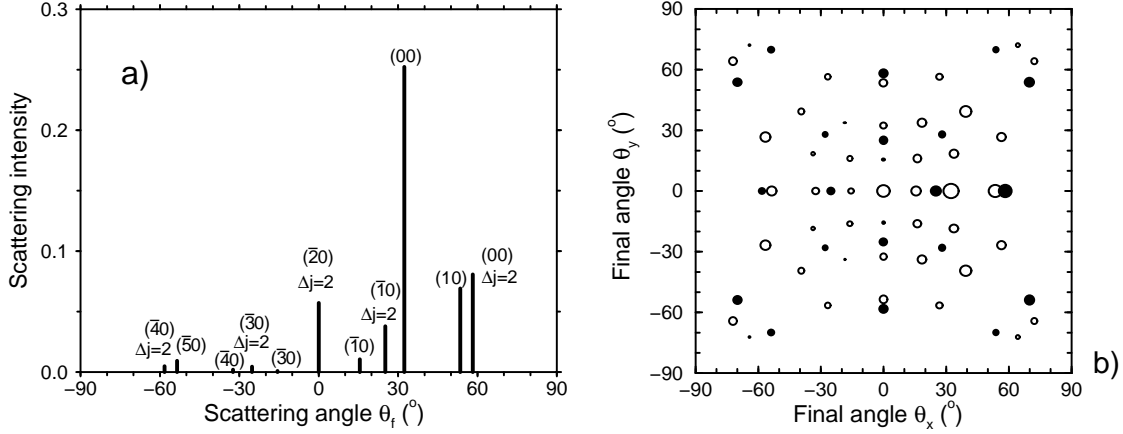 0.3
0.2
0.1
0.0
Scattering intensity
a)
(00)
(2̄0)
Δj=2
(1̄0)
Δj=2
(10)
(00)
Δj=2
(4̄0)
Δj=2
(5̄0)
(4̄0)
(3̄0)
Δj=2
(3̄0)
(1̄0)
−90 −60 −30 0 30 60 90
Scattering angle θf (°)
90
60
30
0
−30
−60
−90
Final angle θy (°)
−90 −60 −30 0 30 60 90
Final angle θx (°)
b)